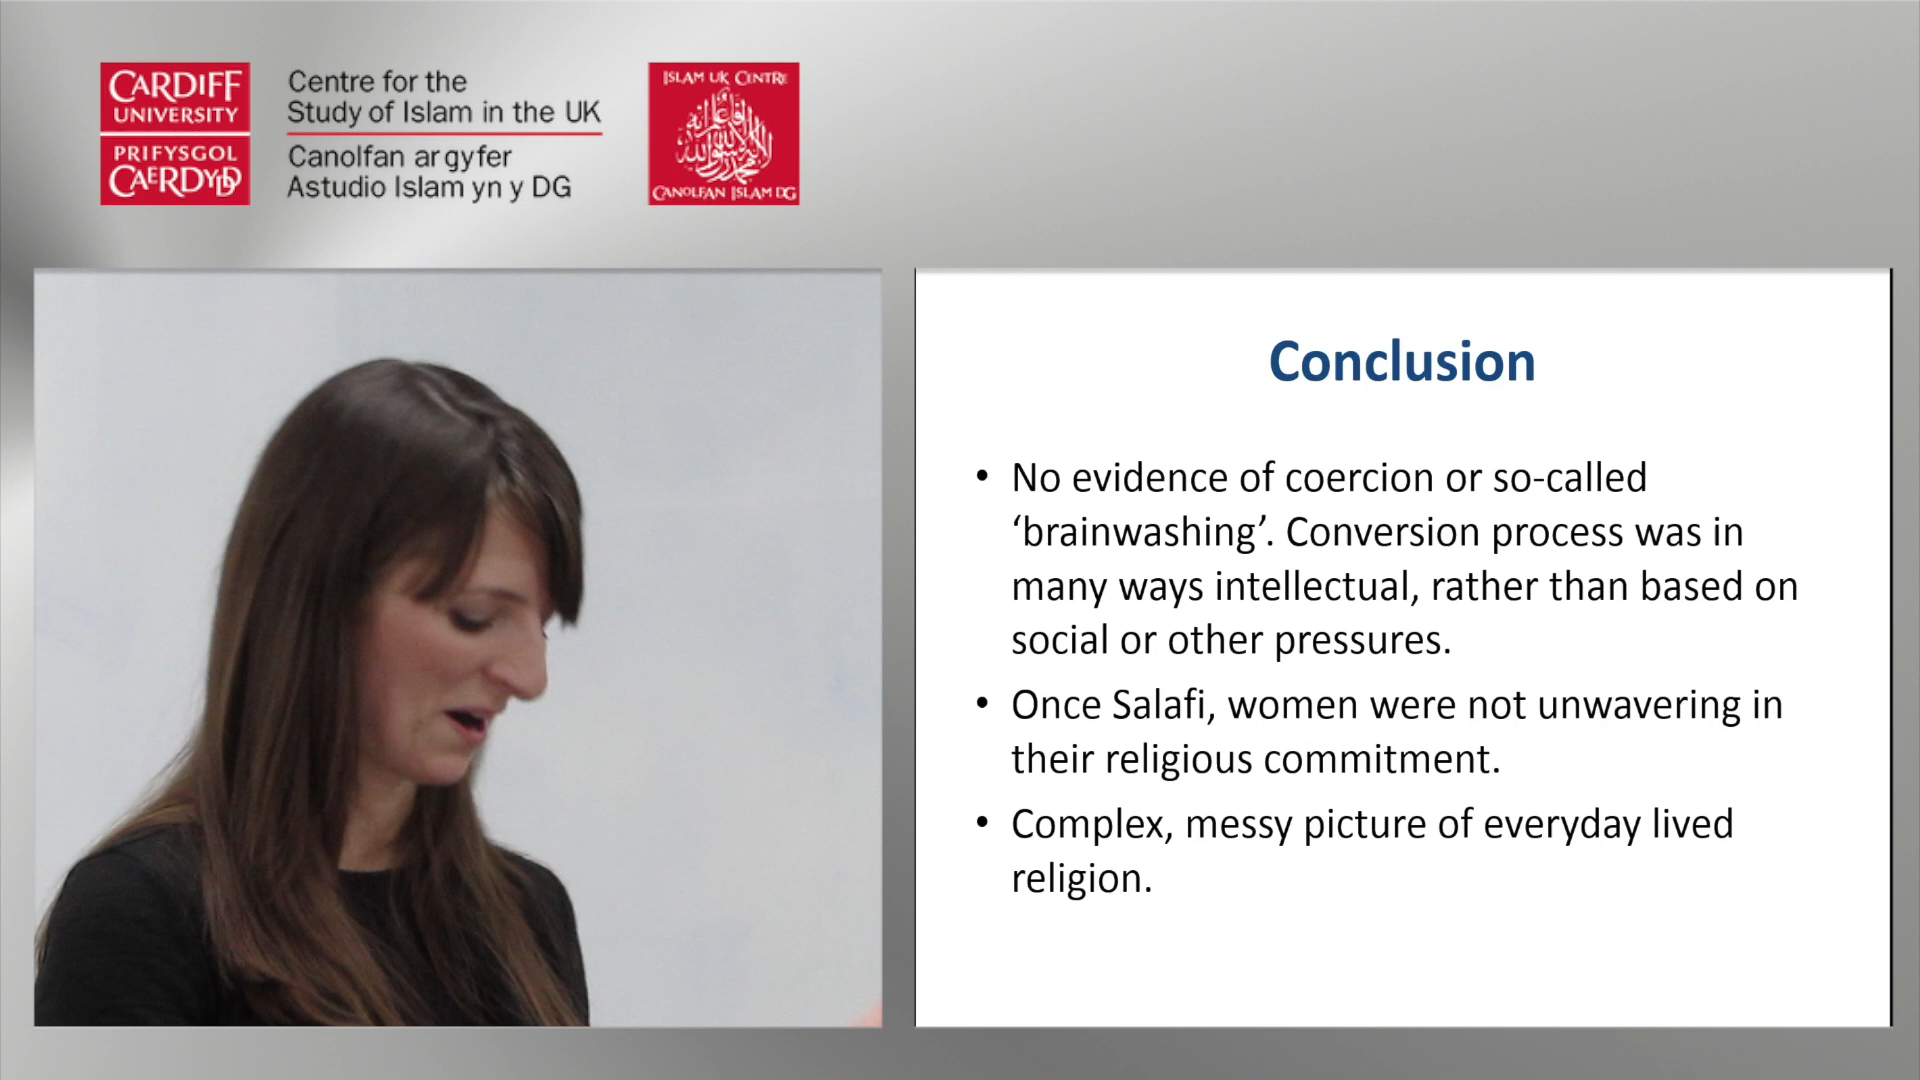 CARDIFF
UNIVERSITY
PRIFYSGOL
CAERDYDD
Centre for the
Study of Islam in the UK
Canolfan ar gyfer
Astudio Islam yn y DG
ISLAM UK CENTRE
CANOLFAN ISLAM DG
Conclusion
• No evidence of coercion or so-called
‘brainwashing’. Conversion process was in
many ways intellectual, rather than based on
social or other pressures.
• Once Salafi, women were not unwavering in
their religious commitment.
• Complex, messy picture of everyday lived
religion.